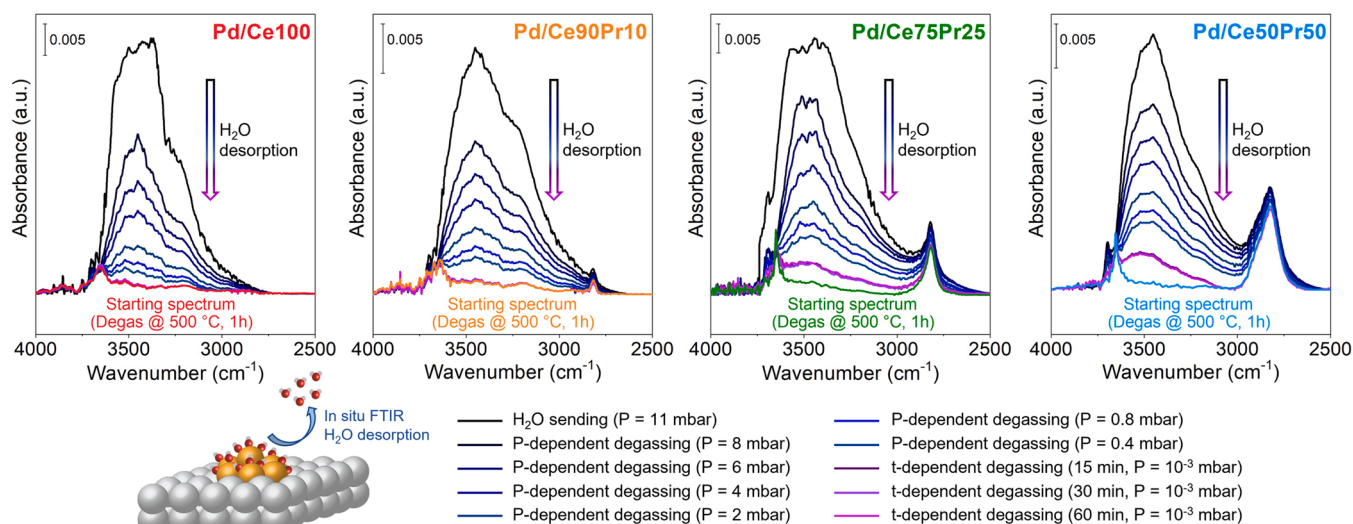 Pd/Ce100
0.005
H₂O
desorption
Starting spectrum
(Degas @ 500 °C, 1h)
Absorbance (a.u.)
4000 3500 3000 2500
Wavenumber (cm⁻¹)
Pd/Ce90Pr10
0.005
H₂O
desorption
Starting spectrum
(Degas @ 500 °C, 1h)
Absorbance (a.u.)
4000 3500 3000 2500
Wavenumber (cm⁻¹)
Pd/Ce75Pr25
0.005
H₂O
desorption
Starting spectrum
(Degas @ 500 °C, 1h)
Absorbance (a.u.)
4000 3500 3000 2500
Wavenumber (cm⁻¹)
Pd/Ce50Pr50
0.005
H₂O
desorption
Starting spectrum
(Degas @ 500 °C, 1h)
Absorbance (a.u.)
4000 3500 3000 2500
Wavenumber (cm⁻¹)
In situ FTIR
H₂O desorption
H₂O sending (P = 11 mbar)
P-dependent degassing (P = 8 mbar)
P-dependent degassing (P = 6 mbar)
P-dependent degassing (P = 4 mbar)
P-dependent degassing (P = 2 mbar)
P-dependent degassing (P = 0.8 mbar)
P-dependent degassing (P = 0.4 mbar)
t-dependent degassing (15 min, P = 10⁻³ mbar)
t-dependent degassing (30 min, P = 10⁻³ mbar)
t-dependent degassing (60 min, P = 10⁻³ mbar)